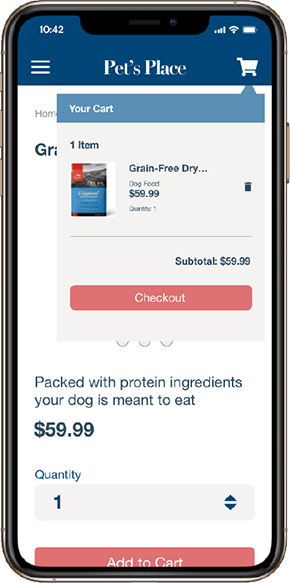 10:42
Pet's Place
Your Cart
Home
Gra
1 Item
Grain-Free Dry...
Dog Food
$59.99
Quantity: 1
Subtotal: $59.99
Checkout
Packed with protein ingredients
your dog is meant to eat
$59.99
Quantity
1
Add to Cart